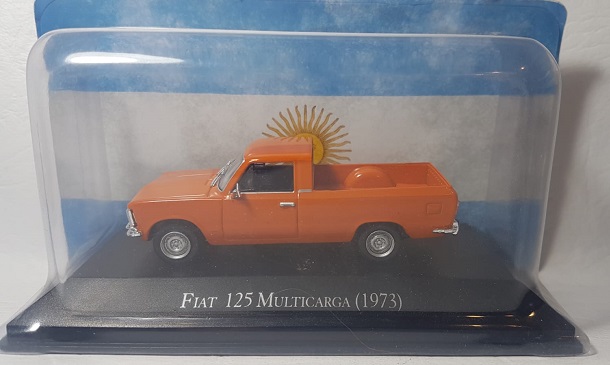 FIAT 125 MULTICARGA (1973)